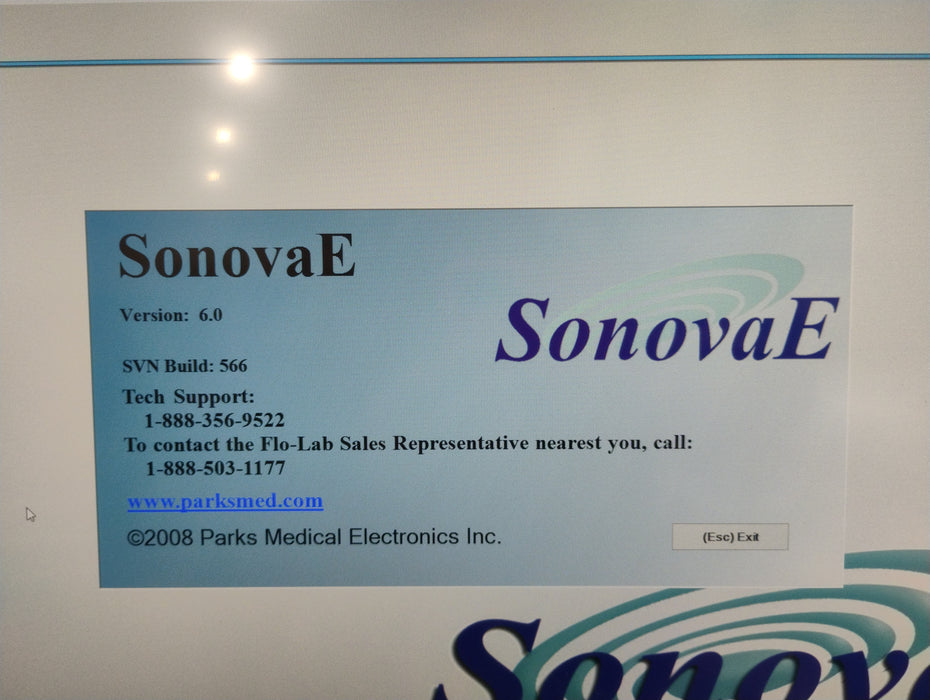 SonovaE
SonovaE
Version: 6.0
SVN Build: 566
Tech Support:
1-888-356-9522
To contact the Flo-Lab Sales Representative nearest you, call:
1-888-503-1177
www.parksmed.com
©2008 Parks Medical Electronics Inc.
(Esc) Exit
Sonov